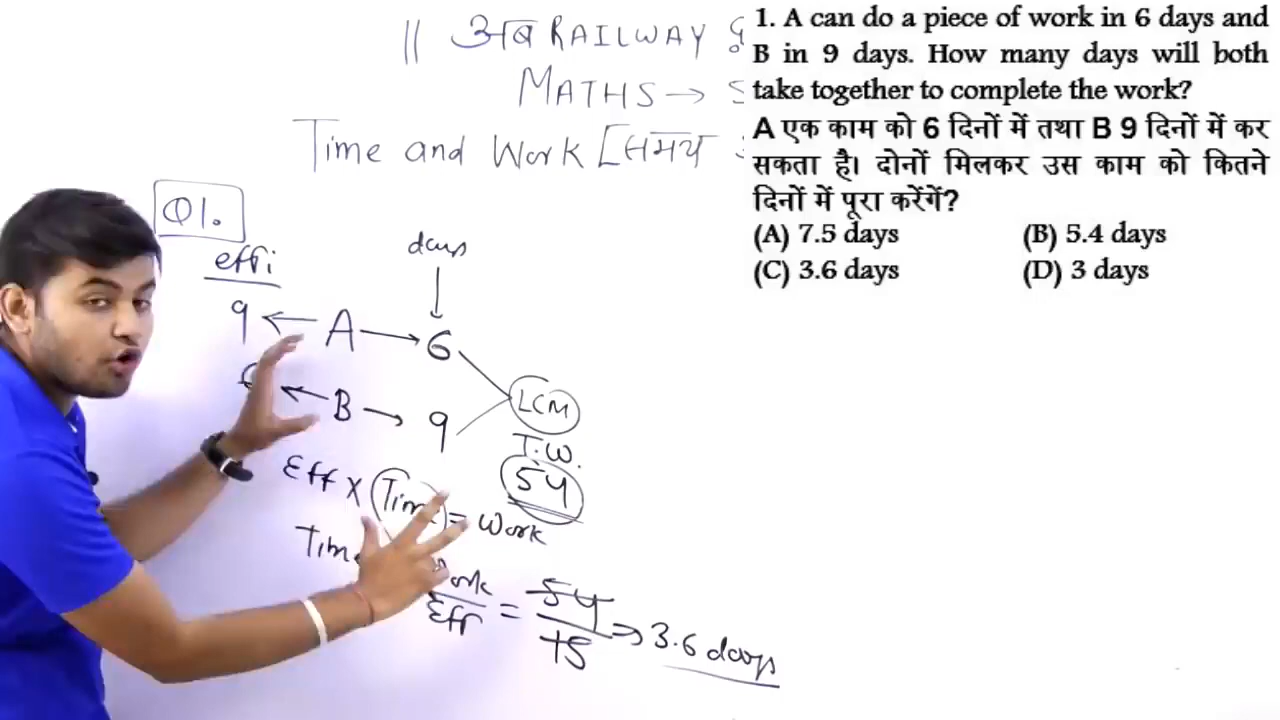 || अब RAILWAY
MATHS →
Time and Work [समय
Q1.
effi
days
9 ← A → 6
← B → 9
LCM
T.W.
54
Eff X Time = Work
Time
Work
Eff
= 54
15
⇒ 3.6 days
1. A can do a piece of work in 6 days and
B in 9 days. How many days will both
take together to complete the work?
A एक काम को 6 दिनों में तथा B 9 दिनों में कर
सकता है। दोनों मिलकर उस काम को कितने
दिनों में पूरा करेंगें?
(A) 7.5 days (B) 5.4 days
(C) 3.6 days (D) 3 days